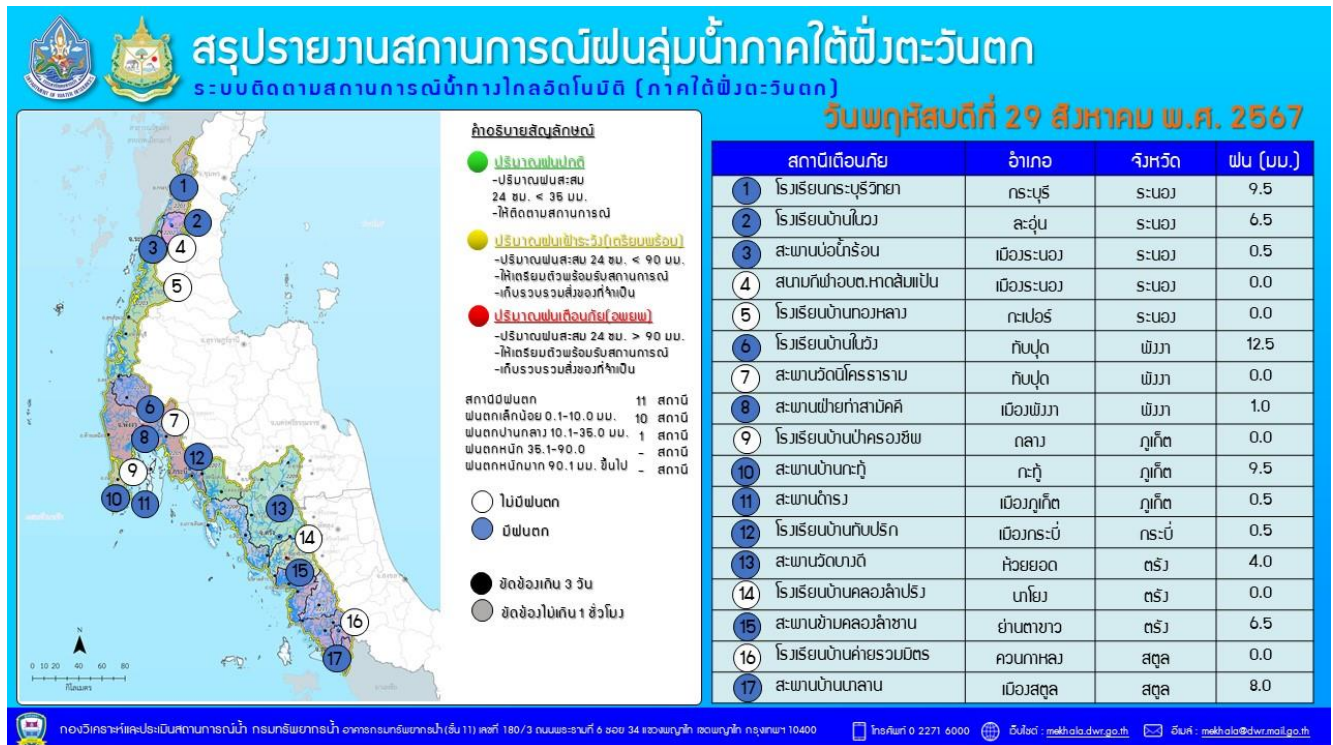 สรุปรายงานสถานการณ์ฝนลุ่มน้ำภาคใต้ฝั่งตะวันตก
ระบบติดตามสถานการณ์น้ำทางไกลอัตโนมัติ (ภาคใต้ฝั่งตะวันตก)
วันพฤหัสบดีที่ 29 สิงหาคม พ.ศ. 2567
คำอธิบายสัญลักษณ์
ปริมาณฝนปกติ
-ปริมาณฝนสะสม
24 ชม. < 35 มม.
-ให้ติดตามสถานการณ์
ปริมาณฝนเฝ้าระวัง(เตรียมพร้อม)
-ปริมาณฝนสะสม 24 ชม. < 90 มม.
-ให้เตรียมตัวพร้อมรับสถานการณ์
-เก็บรวบรวมสิ่งของที่จำเป็น
ปริมาณฝนเตือนภัย(อพยพ)
-ปริมาณฝนสะสม 24 ชม. > 90 มม.
-ให้เตรียมตัวพร้อมรับสถานการณ์
-เก็บรวบรวมสิ่งของที่จำเป็น
สถานีมีฝนตก 11 สถานี
ฝนตกเล็กน้อย 0.1-10.0 มม. 10 สถานี
ฝนตกปานกลาง 10.1-35.0 มม. 1 สถานี
ฝนตกหนัก 35.1-90.0 - สถานี
ฝนตกหนักมาก 90.1 มม. ขึ้นไป - สถานี
ไม่มีฝนตก
มีฝนตก
ขัดข้องเกิน 3 วัน
ขัดข้องไม่เกิน 1 ชั่วโมง
1
2
3
4
5
6
7
8
9
10
11
12
13
14
15
16
17
N
0 10 20 40 60 80
กิโลเมตร
สถานีเตือนภัย อำเภอ จังหวัด ฝน (มม.)
1 โรงเรียนกระบุรีวิทยา กระบุรี ระนอง 9.5
2 โรงเรียนบ้านในวง ละอุ่น ระนอง 6.5
3 สะพานบ่อน้ำร้อน เมืองระนอง ระนอง 0.5
4 สนามกีฬาอบต.หาดส้มแป้น เมืองระนอง ระนอง 0.0
5 โรงเรียนบ้านทองหลาง กะเปอร์ ระนอง 0.0
6 โรงเรียนบ้านในวัง ทับปุด พังงา 12.5
7 สะพานวัดนิโครธาราม ทับปุด พังงา 0.0
8 สะพานฝ่ายท่าสามัคคี เมืองพังงา พังงา 1.0
9 โรงเรียนบ้านป่าครองชีพ ถลาง ภูเก็ต 0.0
10 สะพานบ้านกะทู้ กะทู้ ภูเก็ต 9.5
11 สะพานดำรง เมืองภูเก็ต ภูเก็ต 0.5
12 โรงเรียนบ้านทับปริก เมืองกระบี่ กระบี่ 0.5
13 สะพานวัดบางดี ห้วยยอด ตรัง 4.0
14 โรงเรียนบ้านคลองลำปริง นาโยง ตรัง 0.0
15 สะพานข้ามคลองลำชาน ย่านตาขาว ตรัง 6.5
16 โรงเรียนบ้านค่ายรวมมิตร ควนกาหลง สตูล 0.0
17 สะพานบ้านนาลาน เมืองสตูล สตูล 8.0
กองวิเคราะห์และประเมินสถานการณ์น้ำ กรมทรัพยากรน้ำ อาคารกรมทรัพยากรน้ำ (ชั้น 11) เลขที่ 180/3 ถนนพระรามที่ 6 ซอย 34 แขวงพญาไท เขตพญาไท กรุงเทพฯ 10400 โทรศัพท์ 0 2271 6000 เว็บไซต์ : mekhala.dwr.go.th อีเมล์ : mekhala@dwr.mail.go.th